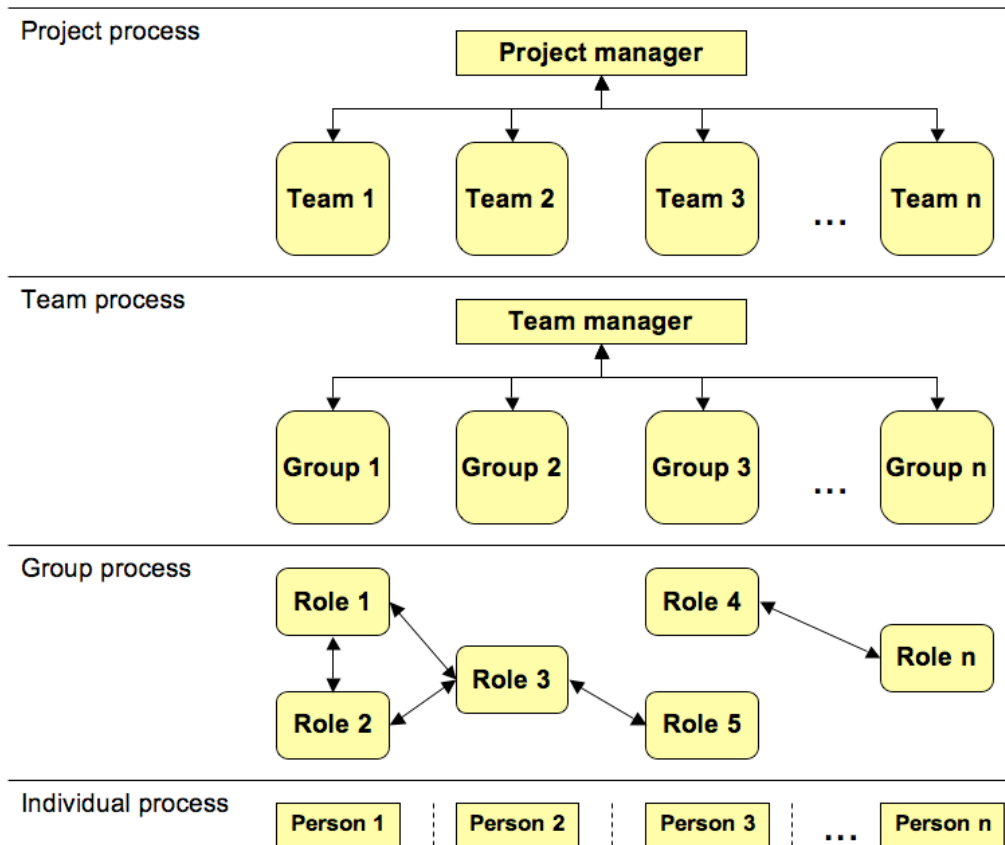 Project process
Project manager
Team 1 Team 2 Team 3 ... Team n
Team process
Team manager
Group 1 Group 2 Group 3 ... Group n
Group process
Role 1
Role 4
Role n
Role 3
Role 2
Role 5
Individual process
Person 1 Person 2 Person 3 ... Person n